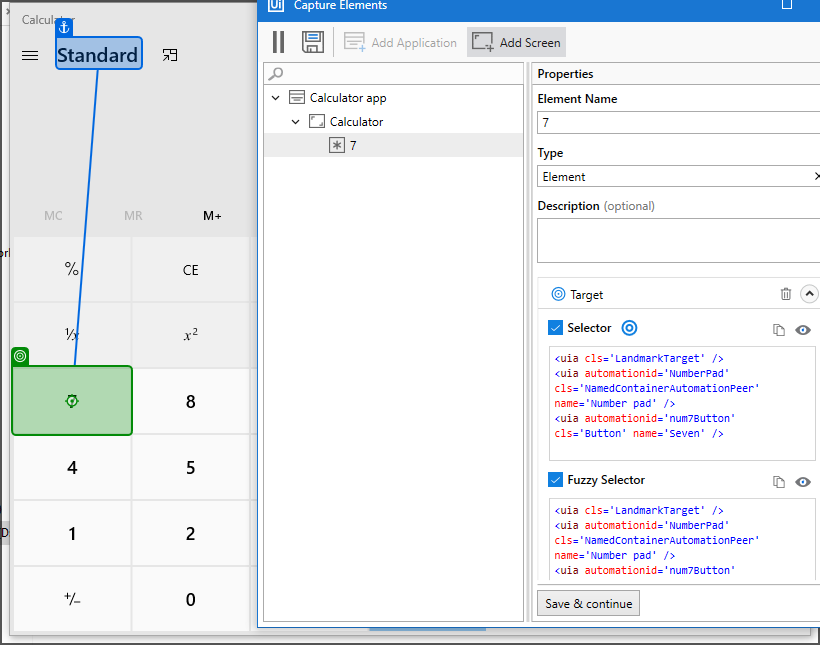 Calculator
Standard
MC MR M+
% CE
⅟x x²
7 8
4 5
1 2
+/− 0
Ui Capture Elements
Add Application Add Screen
Calculator app
Calculator
7
Properties
Element Name
7
Type
Element
Description (optional)
Target
Selector
<uia cls='LandmarkTarget' />
<uia automationid='NumberPad'
cls='NamedContainerAutomationPeer'
name='Number pad' />
<uia automationid='num7Button'
cls='Button' name='Seven' />
Fuzzy Selector
<uia cls='LandmarkTarget' />
<uia automationid='NumberPad'
cls='NamedContainerAutomationPeer'
name='Number pad' />
<uia automationid='num7Button'
Save & continue